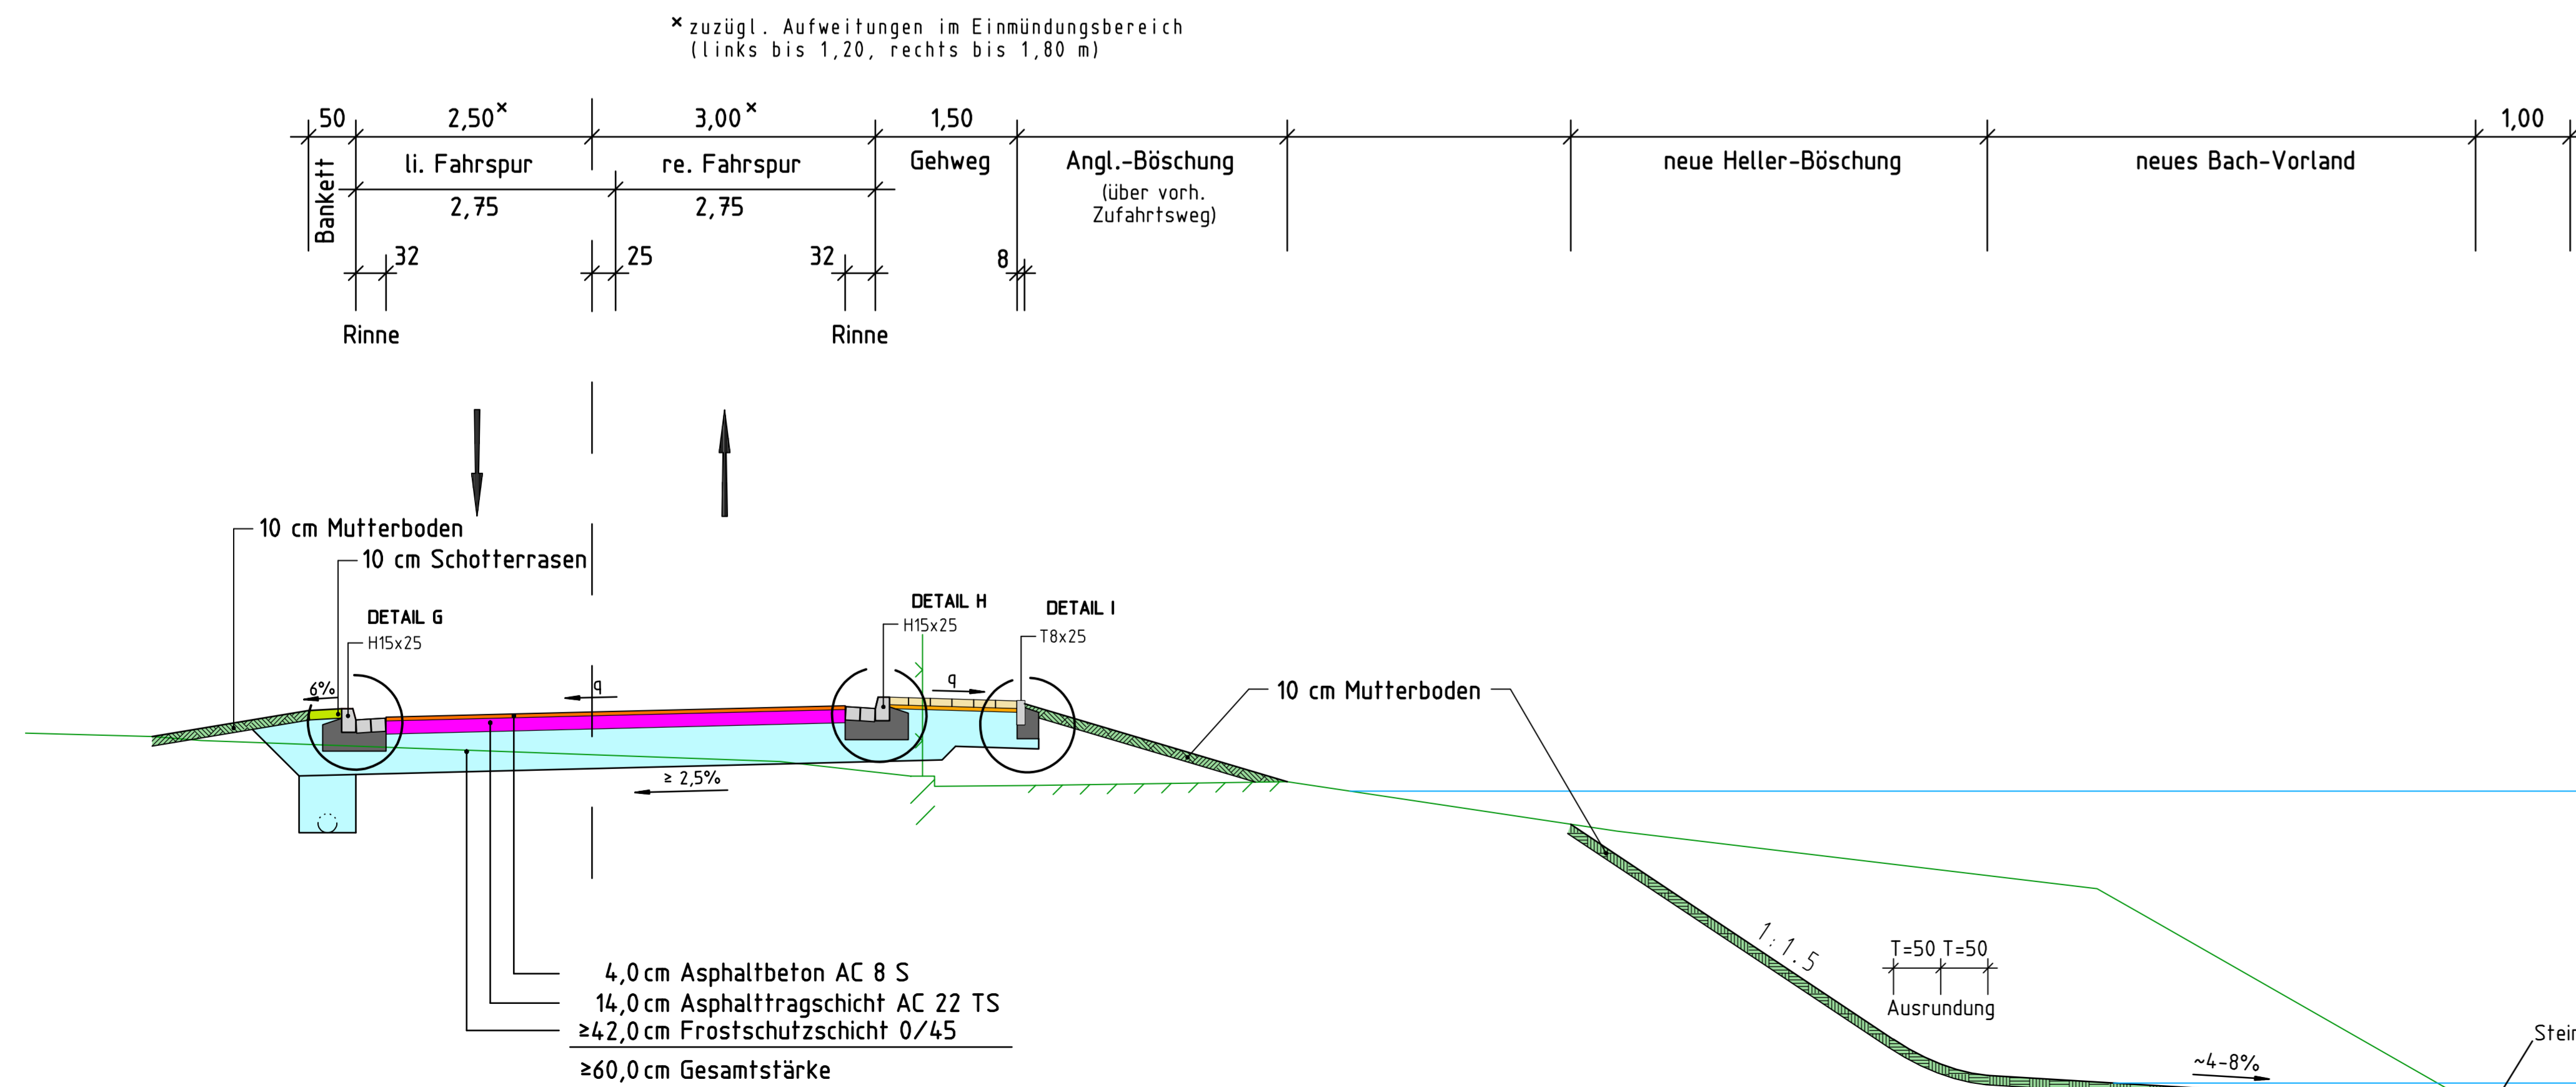 × zuzügl. Aufweitungen im Einmündungsbereich
(links bis 1,20, rechts bis 1,80 m)
50
2,50×
3,00×
1,50
1,00
Bankett
li. Fahrspur
re. Fahrspur
Gehweg
Angl.-Böschung
(über vorh.
Zufahrtsweg)
neue Heller-Böschung
neues Bach-Vorland
2,75
2,75
32
25
32
8
Rinne
Rinne
10 cm Mutterboden
10 cm Schotterrasen
DETAIL G
H15x25
DETAIL H
H15x25
DETAIL I
T8x25
6%
q
q
10 cm Mutterboden
≥ 2,5%
1:1.5
T=50 T=50
Ausrundung
4,0 cm Asphaltbeton AC 8 S
14,0 cm Asphalttragschicht AC 22 TS
≥42,0 cm Frostschutzschicht 0/45
≥60,0 cm Gesamtstärke
~4-8%